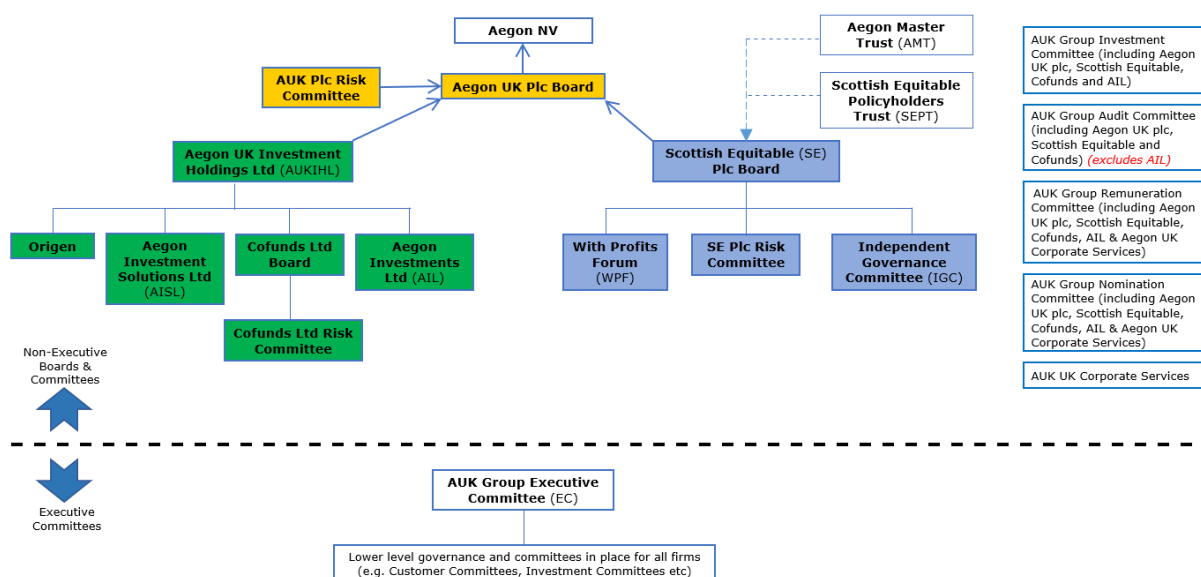 Aegon NV
Aegon Master
Trust (AMT)
AUK Group Investment
Committee (including Aegon
UK plc, Scottish Equitable,
Cofunds and AIL)
AUK Plc Risk
Committee
Aegon UK Plc Board
Scottish Equitable
Policyholders
Trust (SEPT)
AUK Group Audit Committee
(including Aegon UK plc,
Scottish Equitable and
Cofunds) (excludes AIL)
Aegon UK Investment
Holdings Ltd (AUKIHL)
Scottish Equitable (SE)
Plc Board
AUK Group Remuneration
Committee (including Aegon
UK plc, Scottish Equitable,
Cofunds, AIL & Aegon UK
Corporate Services)
Origen
Aegon
Investment
Solutions Ltd
(AISL)
Cofunds Ltd
Board
Aegon
Investments
Ltd (AIL)
With Profits
Forum
(WPF)
SE Plc Risk
Committee
Independent
Governance
Committee (IGC)
AUK Group Nomination
Committee (including Aegon
UK plc, Scottish Equitable,
Cofunds, AIL & Aegon UK
Corporate Services)
Cofunds Ltd Risk
Committee
Non-Executive
Boards &
Committees
AUK UK Corporate Services
Executive
Committees
AUK Group Executive
Committee (EC)
Lower level governance and committees in place for all firms
(e.g. Customer Committees, Investment Committees etc)